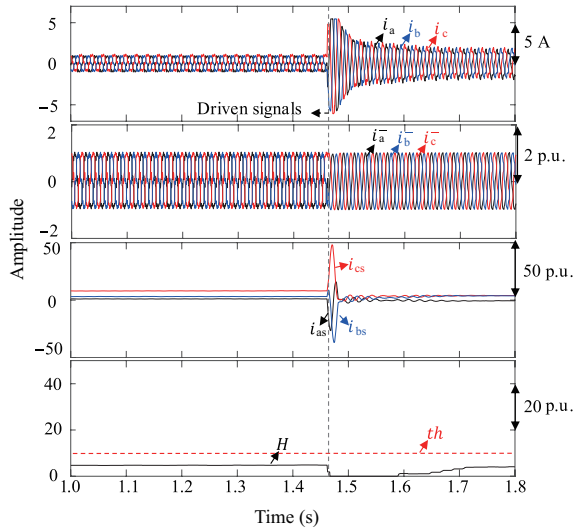 5
0
-5
i_a i_b i_c
5 A
Driven signals
2
0
-2
i_a^- i_b^- i_c^-
2 p.u.
Amplitude
50
0
-50
i_cs
i_as
i_bs
50 p.u.
40
20
0
H
th
20 p.u.
1.0 1.1 1.2 1.3 1.4 1.5 1.6 1.7 1.8
Time (s)